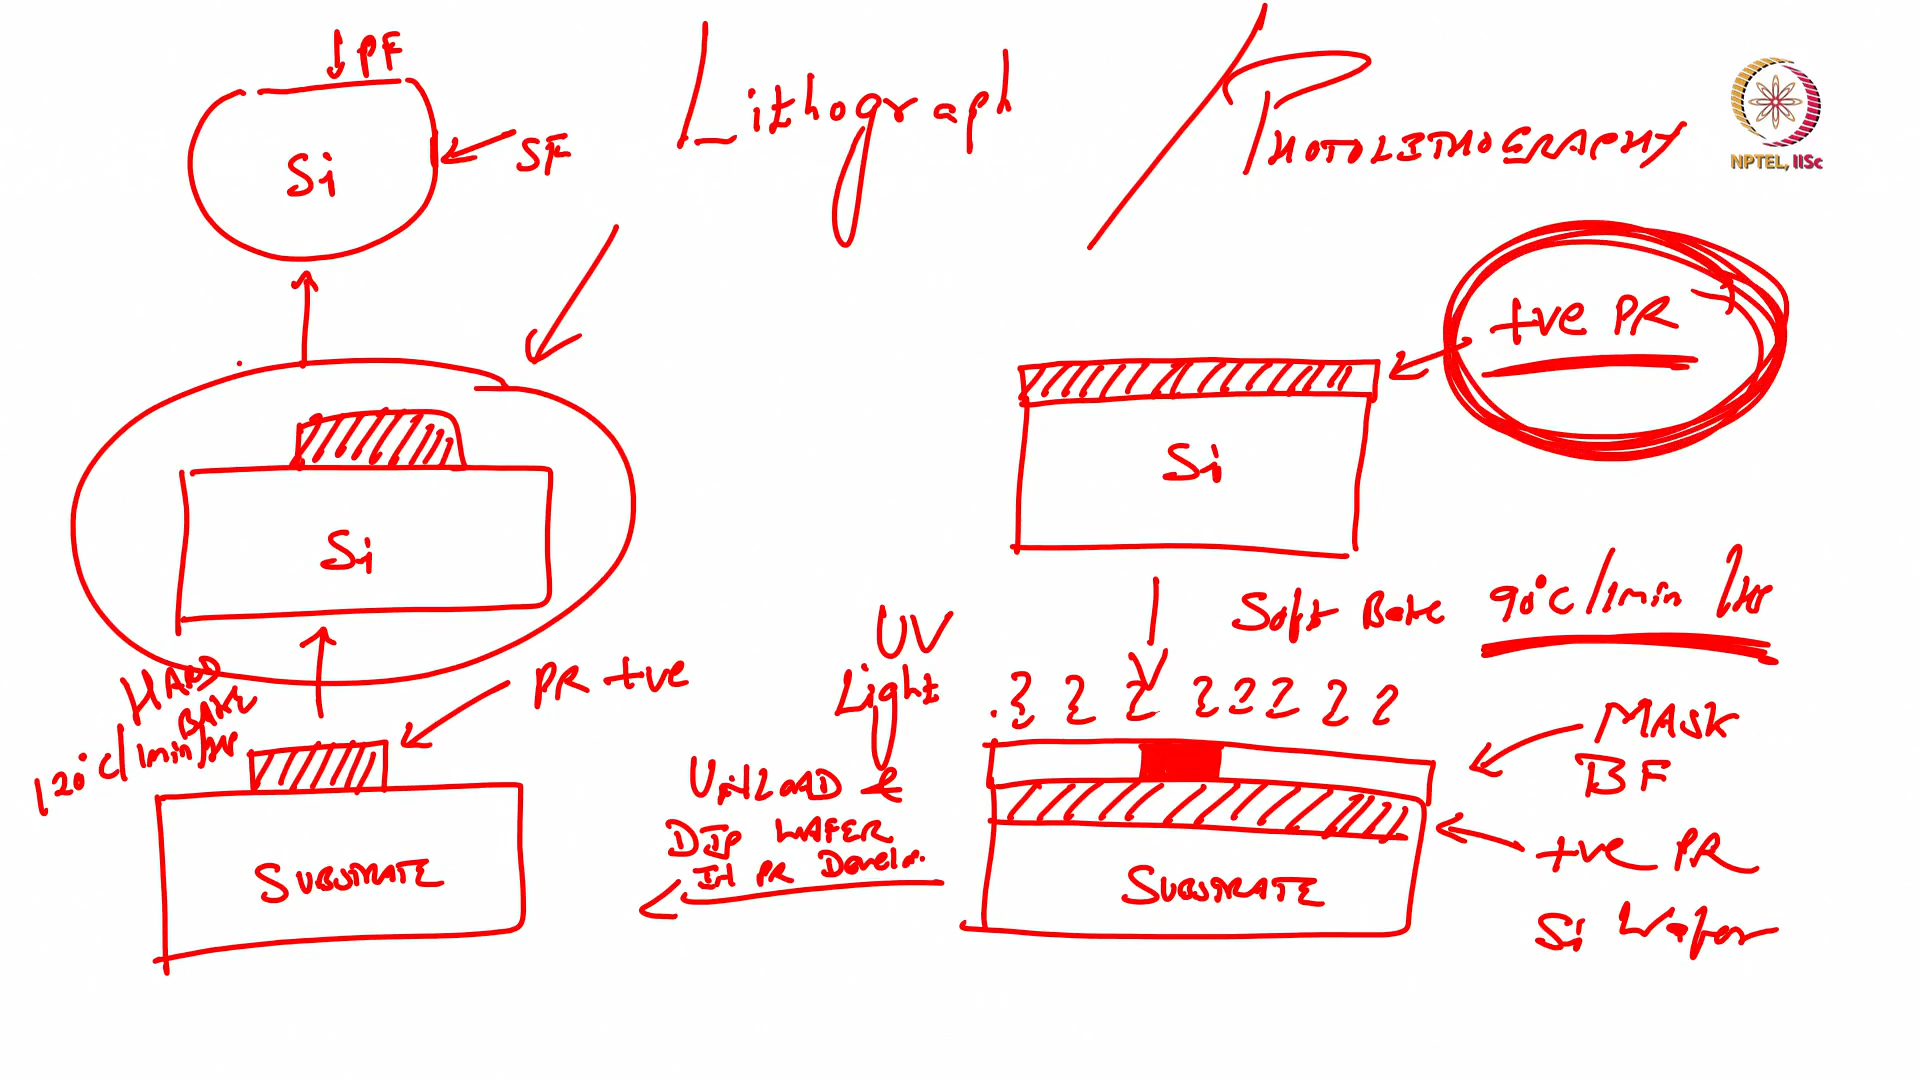 ↓ PF
Si
SF
Lithograph
PHOTOLITHOGRAPHY
NPTEL, IISc
+ve PR
Si
Si
Soft Bake 90°c/1min
UV
Light
MASK
BF
+ve PR
SUBSTRATE
Si Wafer
UNLOAD &
DIP WAFER
IN PR Develo.
PR +ve
HARD
BAKE
120°c/1min
SUBSTRATE